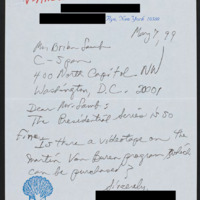 Rye, New York 10580
May 7, 99
Mr. Brian Lamb
C-Span
400 North Capitol NW
Washington, D.C. 20001
Dear Mr. Lamb:
The Presidential Series is so
Fine.
Is there a videotape on the
Martin Van Buren program, which
can be purchased?
Sincerely,